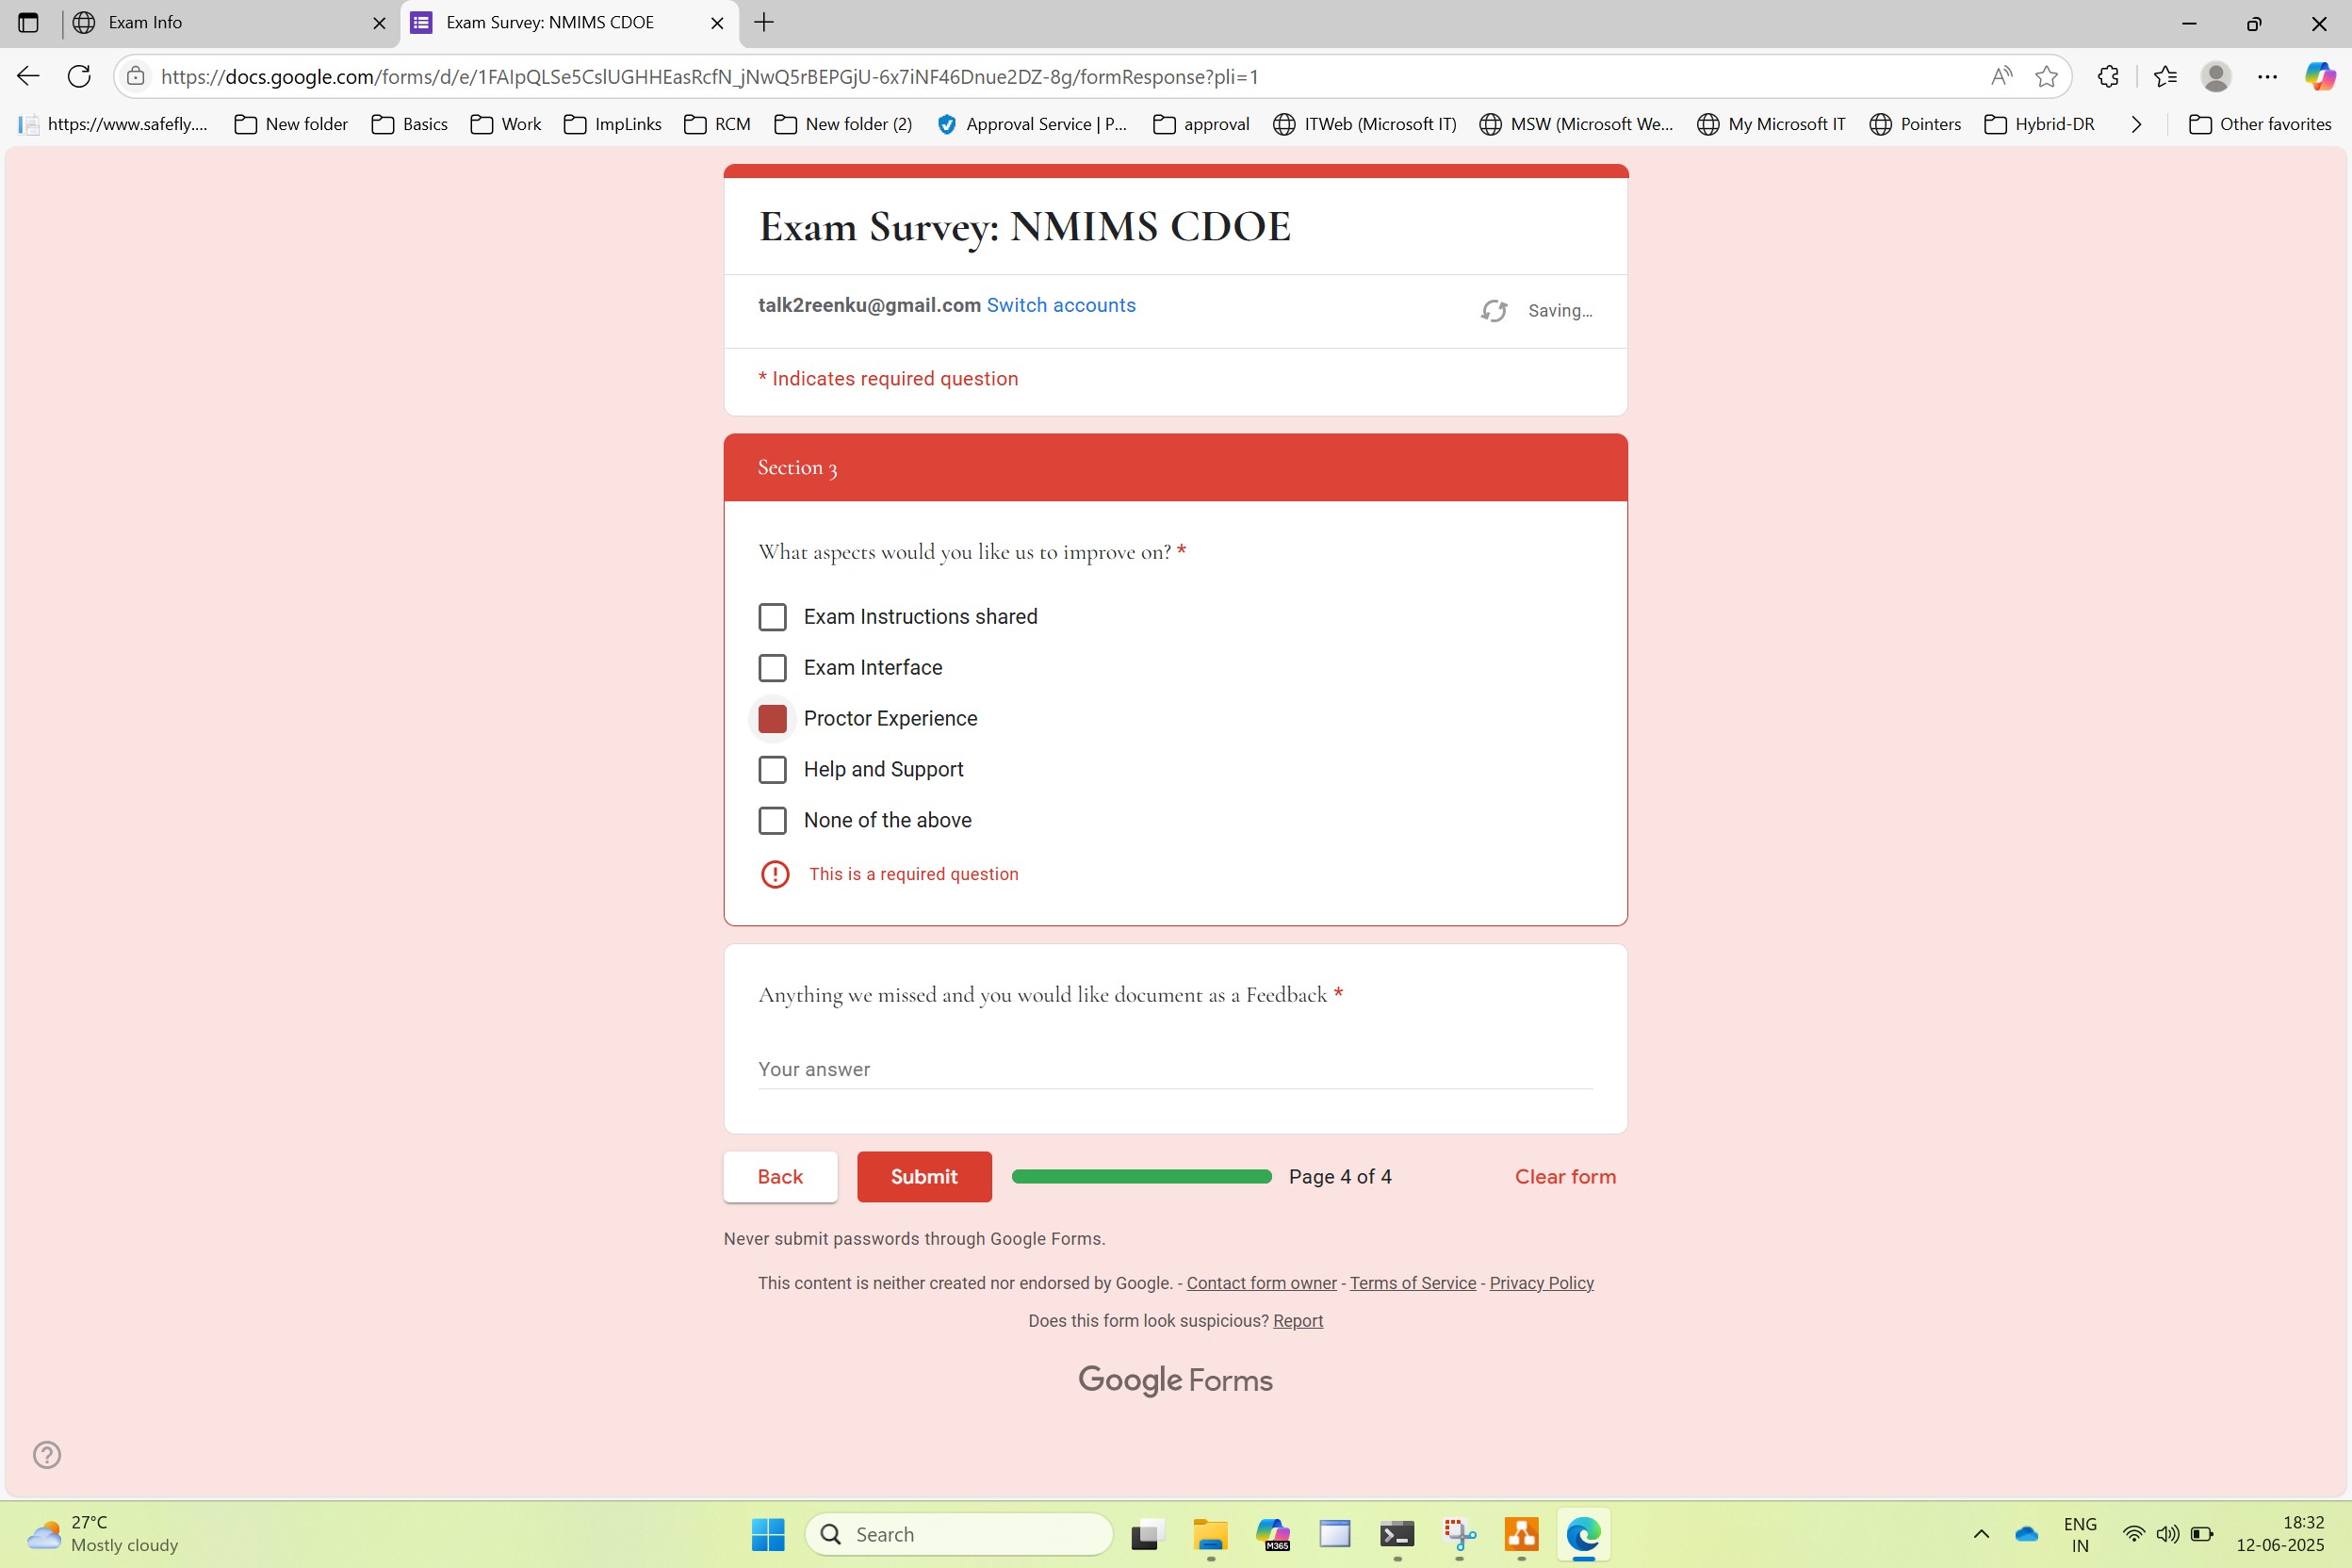 Exam Info
Exam Survey: NMIMS CDOE
https://docs.google.com/forms/d/e/1FAIpQLSe5CslUGHHEasRcfN_jNwQ5rBEPGjU-6x7iNF46Dnue2DZ-8g/formResponse?pli=1
https://www.safefly....
New folder
Basics
Work
ImpLinks
RCM
New folder (2)
Approval Service | P...
approval
ITWeb (Microsoft IT)
MSW (Microsoft We...
My Microsoft IT
Pointers
Hybrid-DR
Other favorites
Exam Survey: NMIMS CDOE
talk2reenku@gmail.com Switch accounts
Saving...
* Indicates required question
Section 3
What aspects would you like us to improve on? *
Exam Instructions shared
Exam Interface
Proctor Experience
Help and Support
None of the above
This is a required question
Anything we missed and you would like document as a Feedback *
Your answer
Back
Submit
Page 4 of 4
Clear form
Never submit passwords through Google Forms.
This content is neither created nor endorsed by Google. - Contact form owner - Terms of Service - Privacy Policy
Does this form look suspicious? Report
Google Forms
27°C
Mostly cloudy
Search
M365
ENG
IN
18:32
12-06-2025